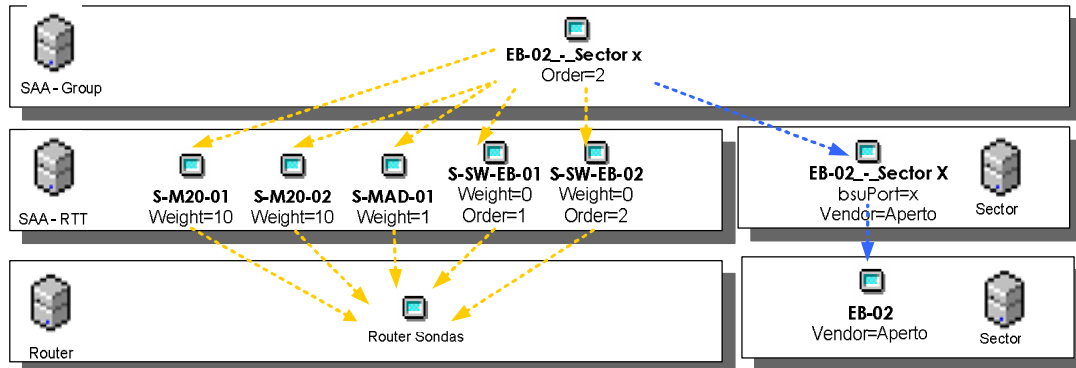 EB-02_-_Sector x
Order=2
SAA - Group
S-M20-01
Weight=10
S-M20-02
Weight=10
S-MAD-01
Weight=1
S-SW-EB-01
Weight=0
Order=1
S-SW-EB-02
Weight=0
Order=2
SAA - RTT
EB-02_-_Sector X
bsuPort=x
Vendor=Aperto
Sector
Router Sondas
Router
EB-02
Vendor=Aperto
Sector